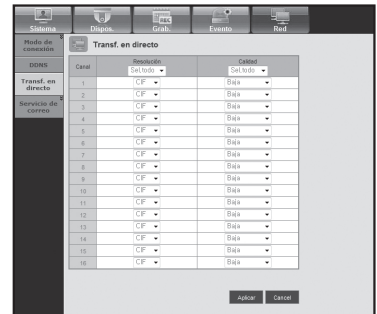 Sistema Dispos. Grab. Evento Red
REC
Modo de conexión
DDNS
Transf. en directo
Servicio de correo
Transf. en directo
Canal Resolución Calidad
Sel.todo Sel.todo
1 CIF Baja
2 CIF Baja
3 CIF Baja
4 CIF Baja
5 CIF Baja
6 CIF Baja
7 CIF Baja
8 CIF Baja
9 CIF Baja
10 CIF Baja
11 CIF Baja
12 CIF Baja
13 CIF Baja
14 CIF Baja
15 CIF Baja
16 CIF Baja
Aplicar Cancel